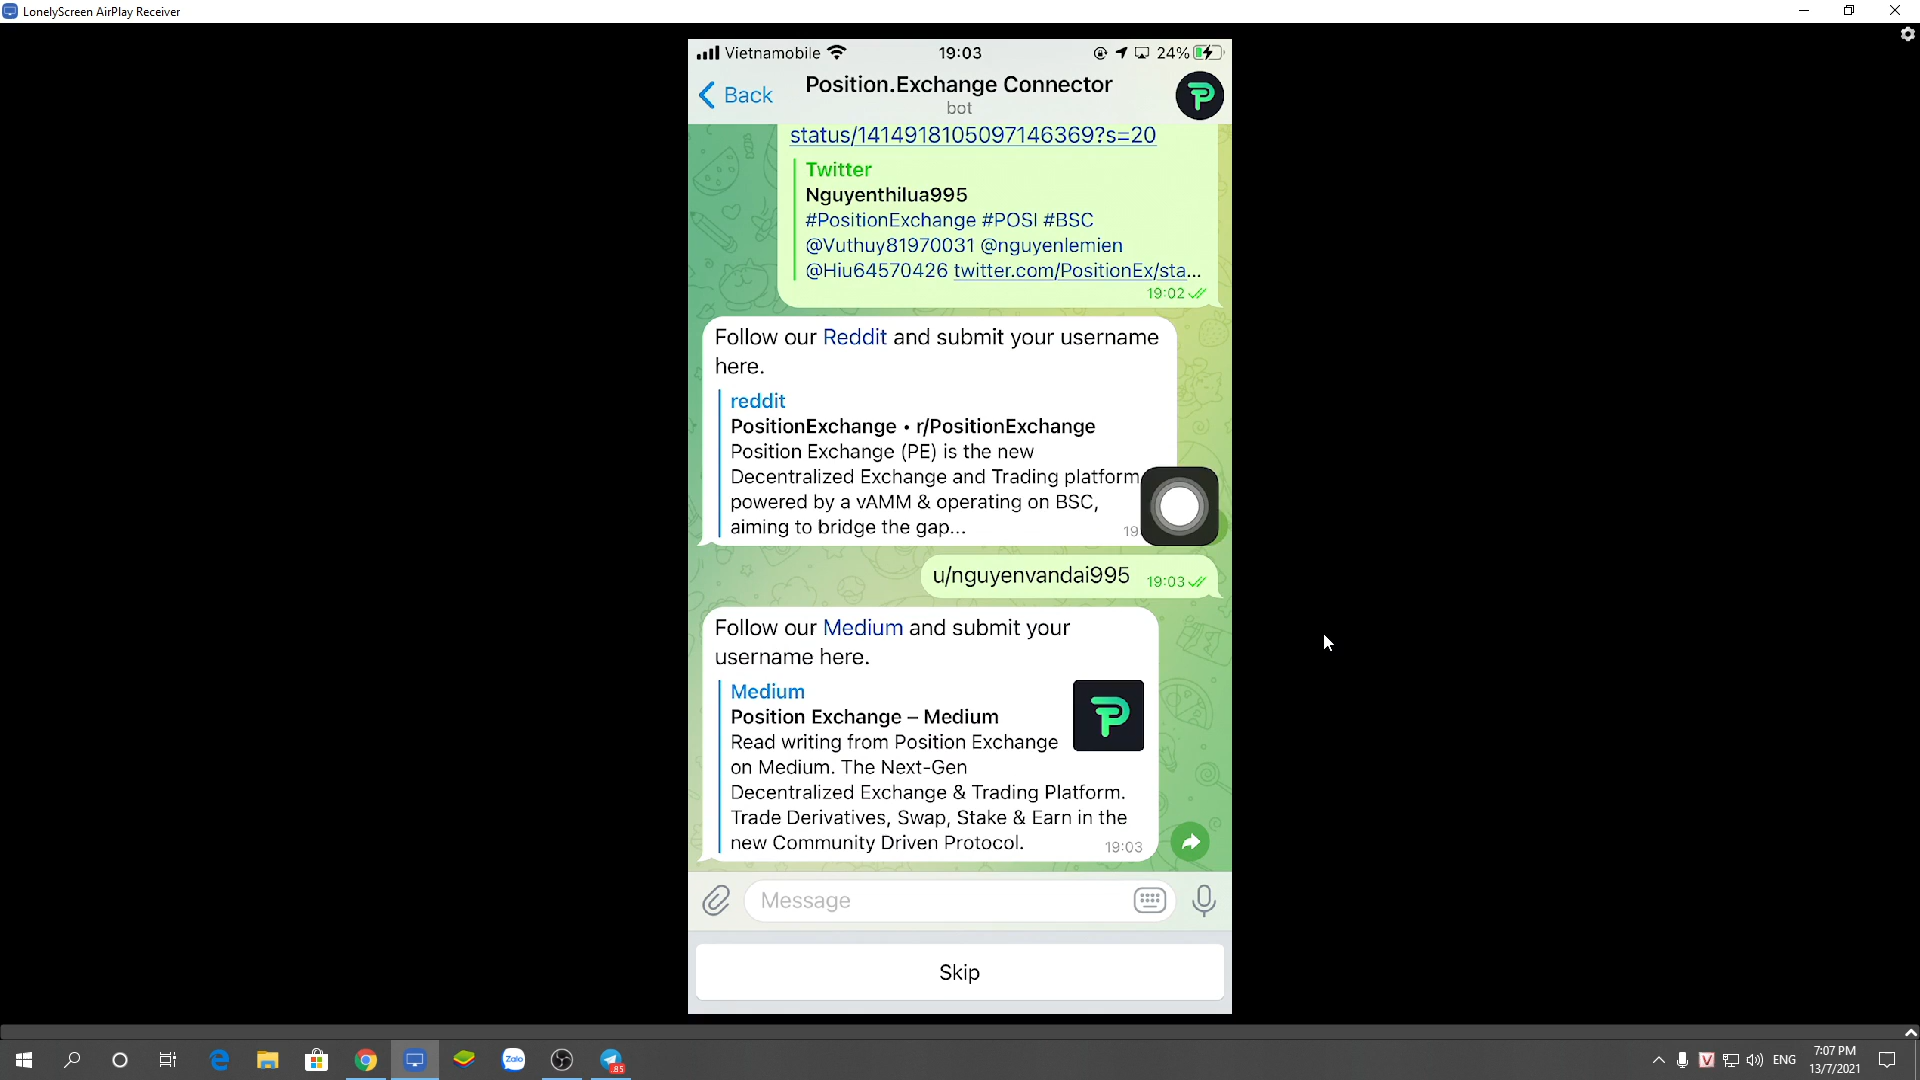 LonelyScreen AirPlay Receiver
Vietnamobile 19:03 24%
Back
Position.Exchange Connector
bot
status/1414918105097146369?s=20
Twitter
Nguyenthilua995
#PositionExchange #POSI #BSC
@Vuthuy81970031 @nguyenlemien
@Hiu64570426 twitter.com/PositionEx/sta...
19:02
Follow our Reddit and submit your username
here.
reddit
PositionExchange • r/PositionExchange
Position Exchange (PE) is the new
Decentralized Exchange and Trading platform
powered by a vAMM & operating on BSC,
aiming to bridge the gap...
19
u/nguyenvandai995 19:03
Follow our Medium and submit your
username here.
Medium
Position Exchange – Medium
Read writing from Position Exchange
on Medium. The Next-Gen
Decentralized Exchange & Trading Platform.
Trade Derivatives, Swap, Stake & Earn in the
new Community Driven Protocol.
19:03
Message
Skip
Zalo
85
V
ENG
7:07 PM
13/7/2021